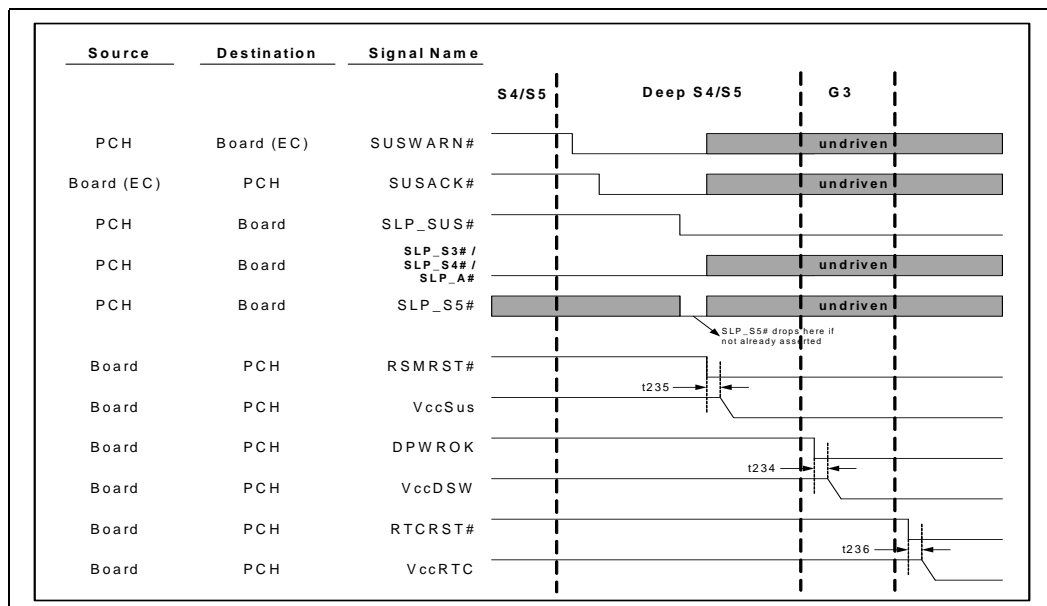 Source Destination Signal Name
S4/S5 Deep S4/S5 G3
PCH Board (EC) SUSWARN# undriven
Board (EC) PCH SUSACK# undriven
PCH Board SLP_SUS#
SLP_S3# /
PCH Board SLP_S4# / undriven
SLP_A#
PCH Board SLP_S5# undriven
SLP_S5# drops here if
not already asserted
Board PCH RSMRST#
t235
Board PCH VccSus
Board PCH DPWROK
t234
Board PCH VccDSW
Board PCH RTCRST#
t236
Board PCH VccRTC